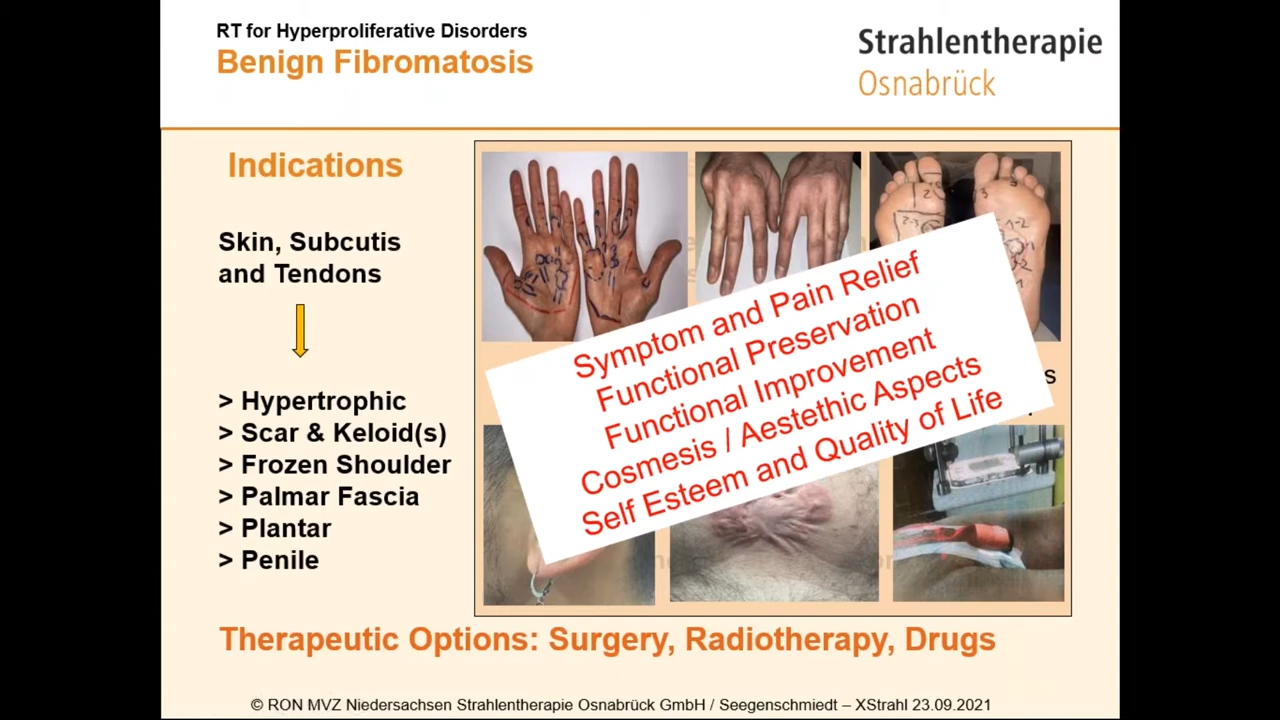 RT for Hyperproliferative Disorders
Benign Fibromatosis
Strahlentherapie
Osnabrück
Indications
Skin, Subcutis
and Tendons
> Hypertrophic
> Scar & Keloid(s)
> Frozen Shoulder
> Palmar Fascia
> Plantar
> Penile
Symptom and Pain Relief
Functional Preservation
Functional Improvement
Cosmesis / Aestethic Aspects
Self Esteem and Quality of Life
Therapeutic Options: Surgery, Radiotherapy, Drugs
© RON MVZ Niedersachsen Strahlentherapie Osnabrück GmbH / Seegenschmiedt – XStrahl 23.09.2021